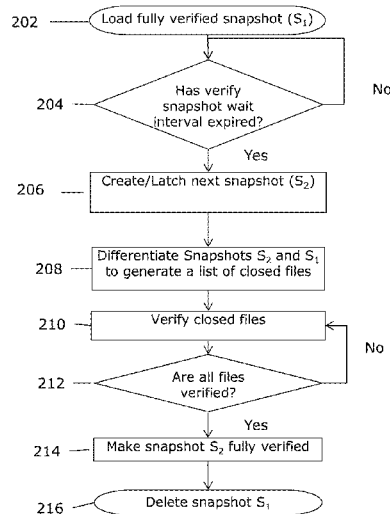 202
Load fully verified snapshot (S1)
204
Has verify
snapshot wait
interval expired?
No
Yes
206
Create/Latch next snapshot (S2)
208
Differentiate Snapshots S2 and S1
to generate a list of closed files
210
Verify closed files
212
Are all files
verified?
No
Yes
214
Make snapshot S2 fully verified
216
Delete snapshot S1